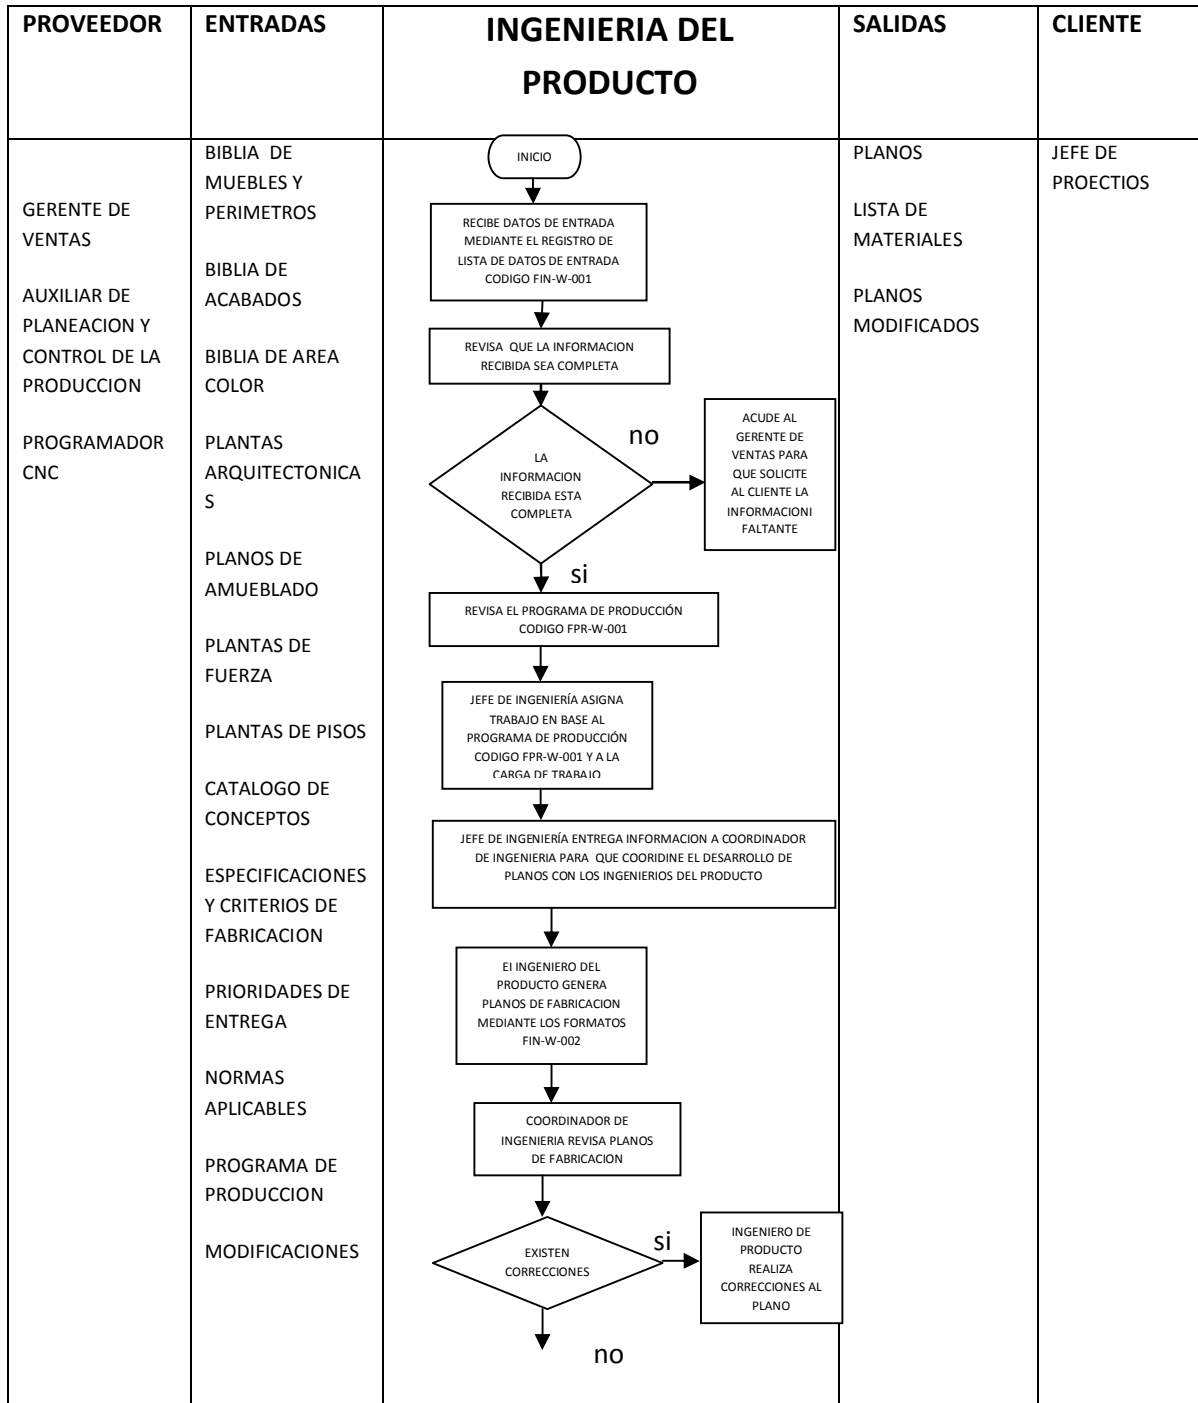 PROVEEDOR
ENTRADAS
INGENIERIA DEL
PRODUCTO
SALIDAS
CLIENTE
GERENTE DE
VENTAS
AUXILIAR DE
PLANEACION Y
CONTROL DE LA
PRODUCCION
PROGRAMADOR
CNC
BIBLIA DE
MUEBLES Y
PERIMETROS
BIBLIA DE
ACABADOS
BIBLIA DE AREA
COLOR
PLANTAS
ARQUITECTONICA
S
PLANOS DE
AMUEBLADO
PLANTAS DE
FUERZA
PLANTAS DE PISOS
CATALOGO DE
CONCEPTOS
ESPECIFICACIONES
Y CRITERIOS DE
FABRICACION
PRIORIDADES DE
ENTREGA
NORMAS
APLICABLES
PROGRAMA DE
PRODUCCION
MODIFICACIONES
INICIO
RECIBE DATOS DE ENTRADA
MEDIANTE EL REGISTRO DE
LISTA DE DATOS DE ENTRADA
CODIGO FIN-W-001
REVISA QUE LA INFORMACION
RECIBIDA SEA COMPLETA
LA
INFORMACION
RECIBIDA ESTA
COMPLETA
no
ACUDE AL
GERENTE DE
VENTAS PARA
QUE SOLICITE
AL CLIENTE LA
INFORMACIONI
FALTANTE
si
REVISA EL PROGRAMA DE PRODUCCIÓN
CODIGO FPR-W-001
JEFE DE INGENIERÍA ASIGNA
TRABAJO EN BASE AL
PROGRAMA DE PRODUCCIÓN
CODIGO FPR-W-001 Y A LA
CARGA DE TRABAJO
JEFE DE INGENIERÍA ENTREGA INFORMACION A COORDINADOR
DE INGENIERIA PARA QUE COORIDINE EL DESARROLLO DE
PLANOS CON LOS INGENIERIOS DEL PRODUCTO
El INGENIERO DEL
PRODUCTO GENERA
PLANOS DE FABRICACION
MEDIANTE LOS FORMATOS
FIN-W-002
COORDINADOR DE
INGENIERIA REVISA PLANOS
DE FABRICACION
EXISTEN
CORRECCIONES
si
INGENIERO DE
PRODUCTO
REALIZA
CORRECCIONES AL
PLANO
no
PLANOS
LISTA DE
MATERIALES
PLANOS
MODIFICADOS
JEFE DE
PROECTIOS